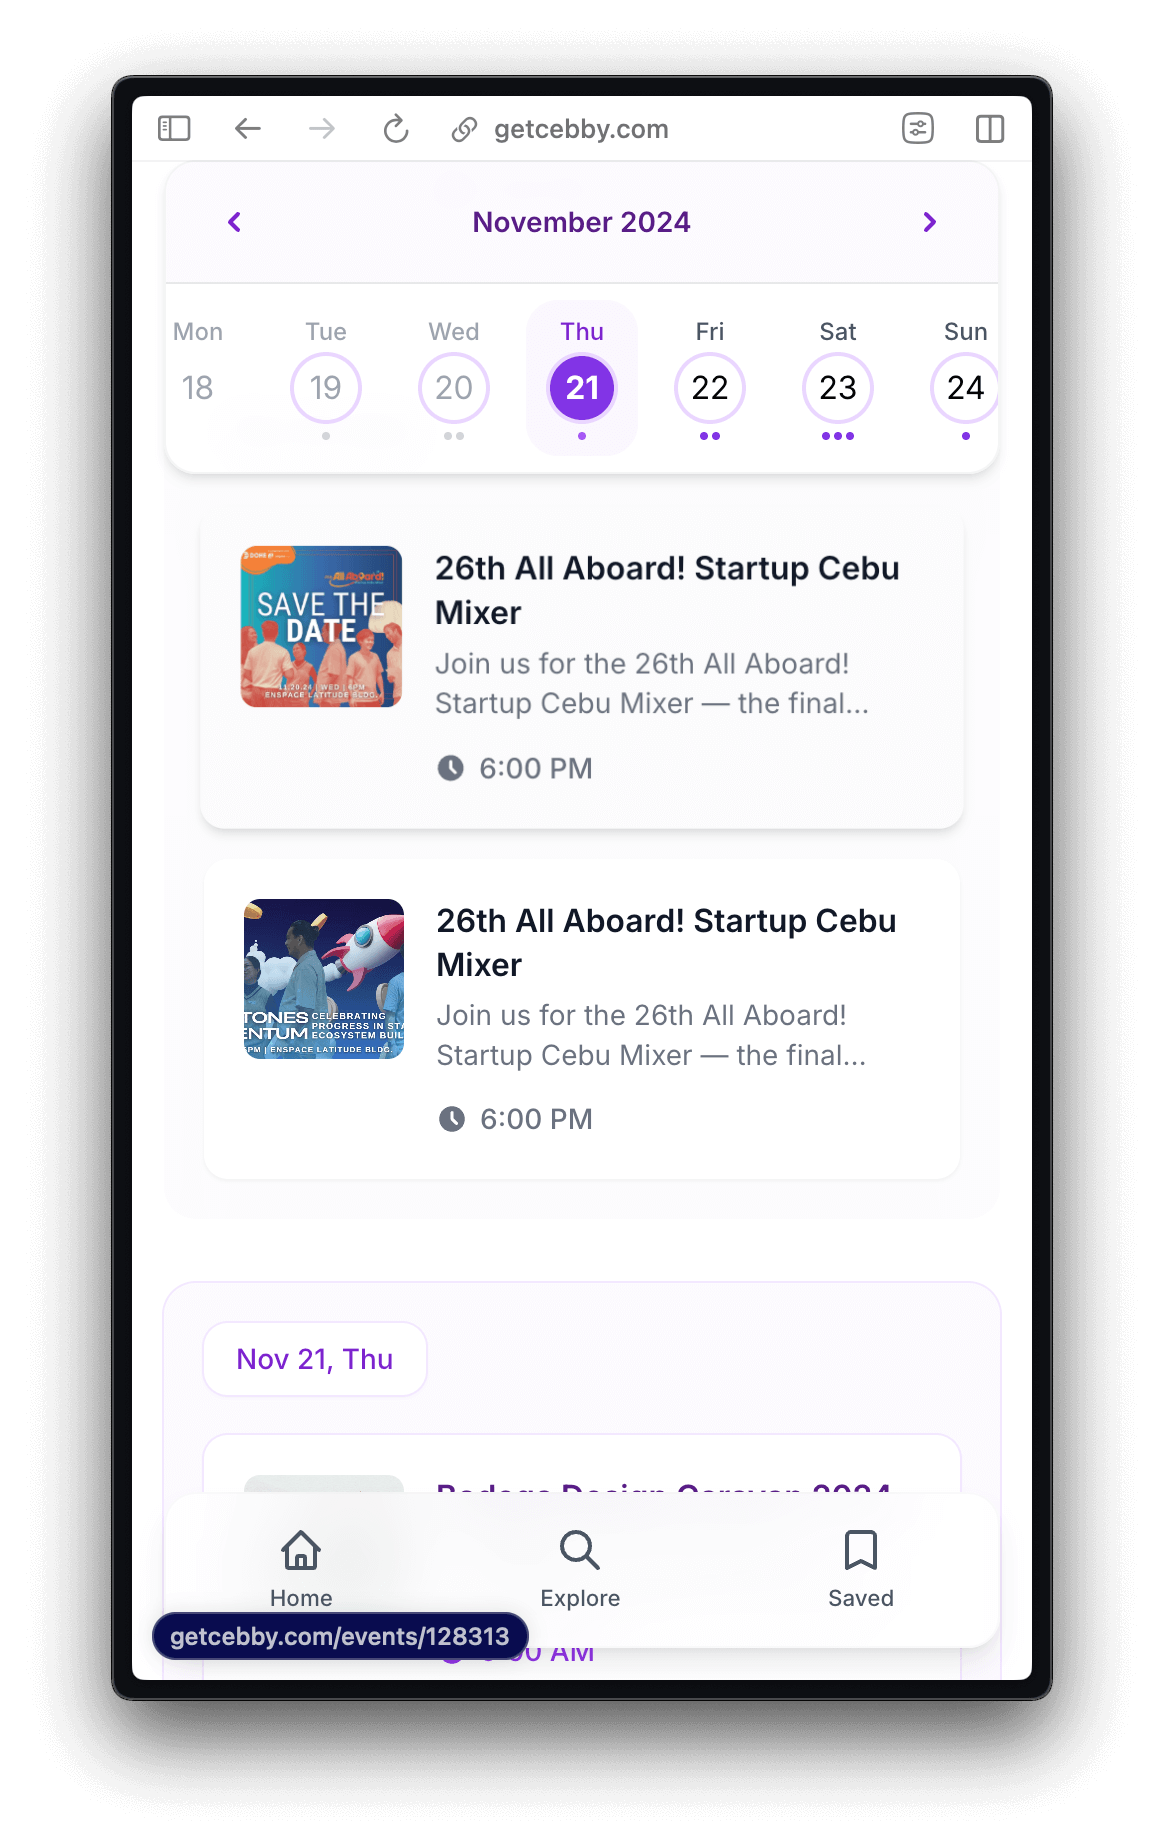 getcebby.com
November 2024
Mon Tue Wed Thu Fri Sat Sun
18 19 20 21 22 23 24
SAVE THE
DATE
11.20.24 | WED | 6PM
ENSPACE LATITUDE BLDG.
26th All Aboard! Startup Cebu
Mixer
Join us for the 26th All Aboard!
Startup Cebu Mixer — the final...
6:00 PM
TONES
ENTUM
CELEBRATING
PROGRESS IN STA
ECOSYSTEM BUIL
PM | ENSPACE LATITUDE BLDG.
26th All Aboard! Startup Cebu
Mixer
Join us for the 26th All Aboard!
Startup Cebu Mixer — the final...
6:00 PM
Nov 21, Thu
Design Caravan 2024
Home Explore Saved
getcebby.com/events/128313
AM